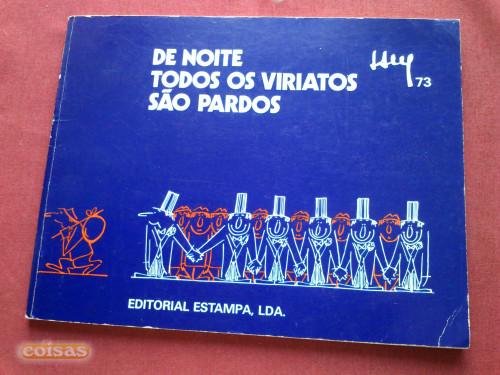 DE NOITE
TODOS OS VIRIATOS
SÃO PARDOS
73
EDITORIAL ESTAMPA, LDA.
coisas